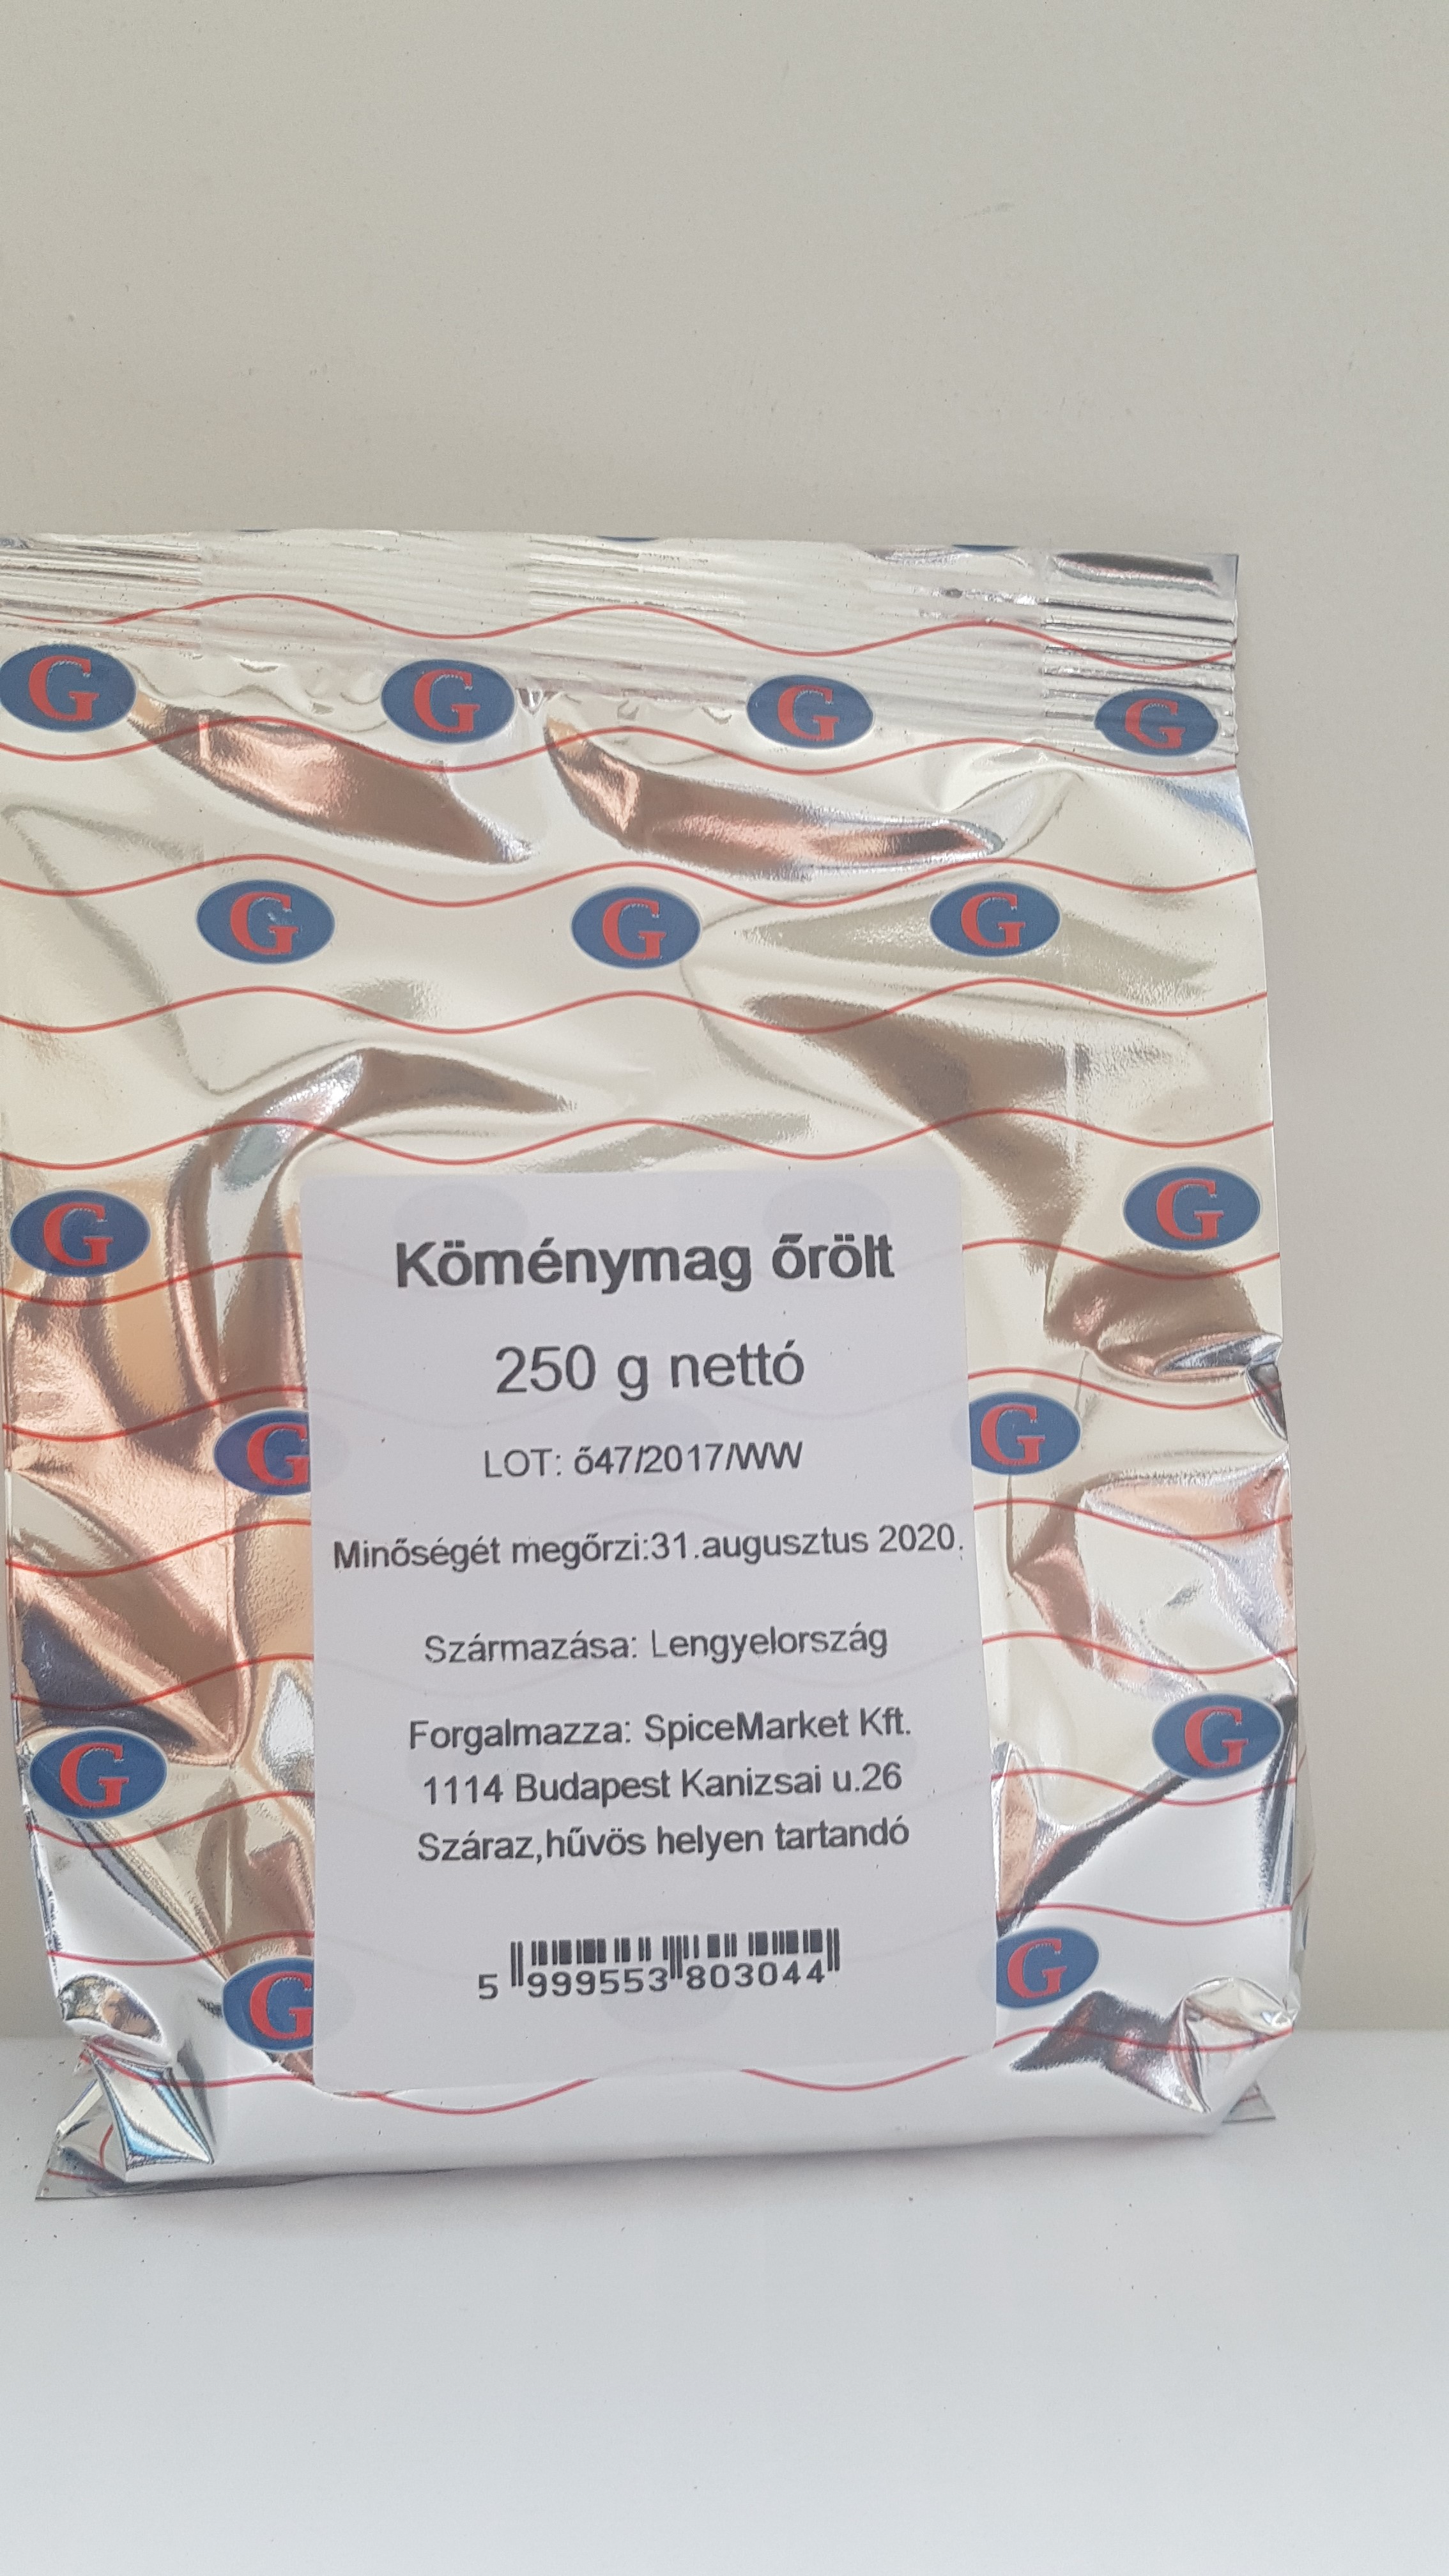 G G G G
G G G
G G
Köménymag őrölt
250 g nettó
G G
LOT: ő47/2017/WW
Minőségét megőrzi:31.augusztus 2020.
Származása: Lengyelország
Forgalmazza: SpiceMarket Kft.
G G
1114 Budapest Kanizsai u.26
Száraz,hűvös helyen tartandó
G G
5 999553 803044